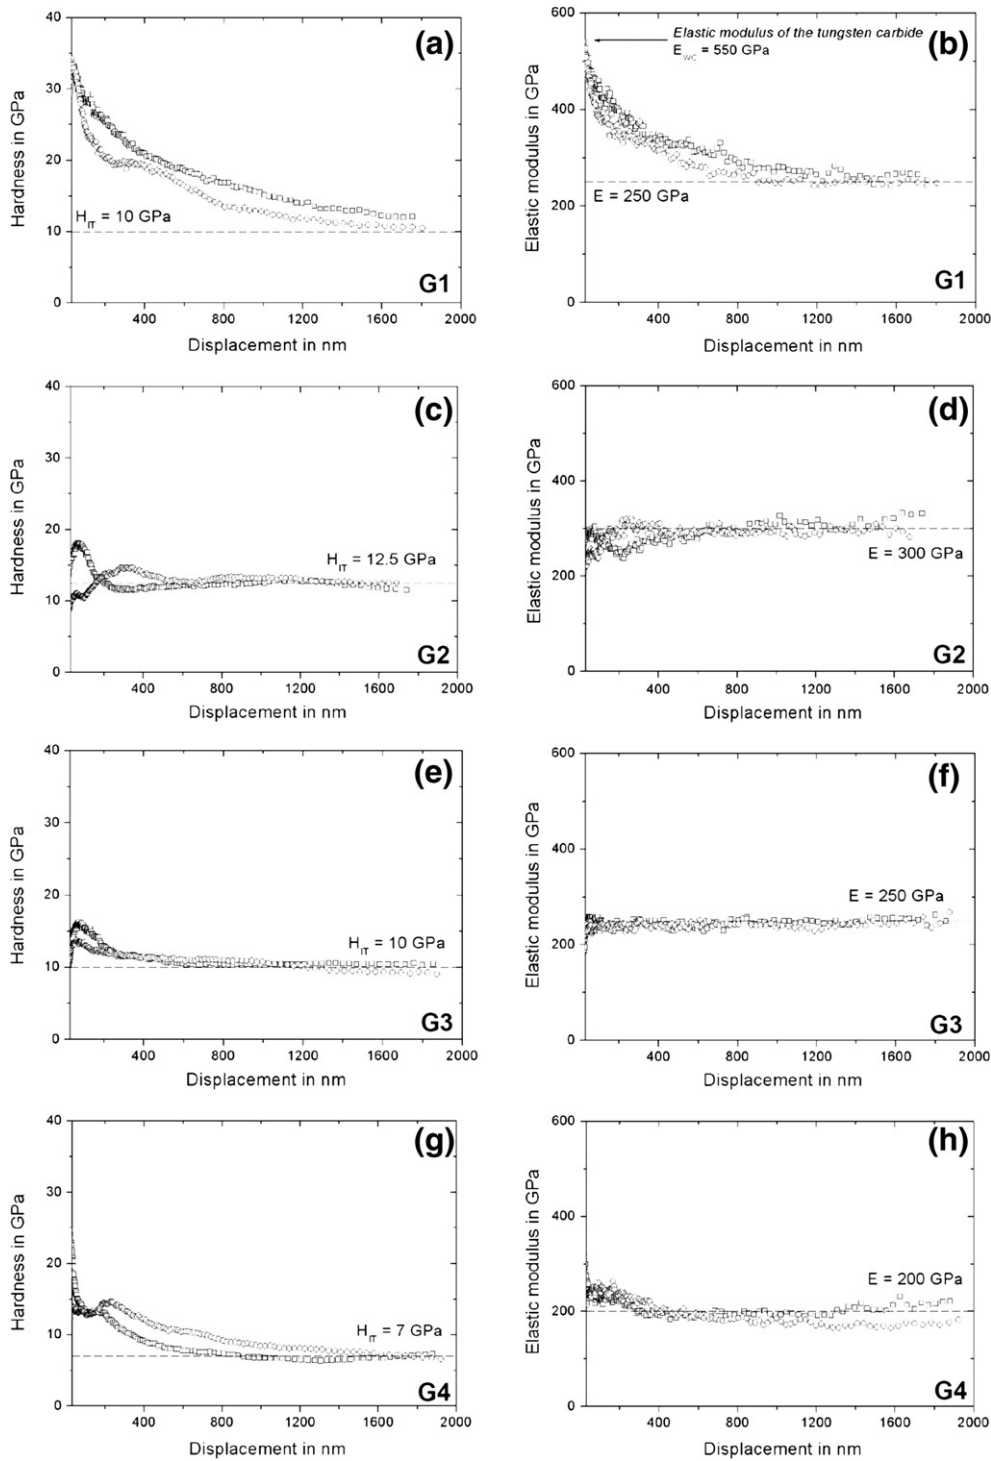 (a)
40
30
20
10
0
Hardness in GPa
H_IT = 10 GPa
G1
400 800 1200 1600 2000
Displacement in nm
(b)
600
400
200
0
Elastic modulus in GPa
Elastic modulus of the tungsten carbide
E_WC = 550 GPa
E = 250 GPa
G1
400 800 1200 1600 2000
Displacement in nm
(c)
40
30
20
10
0
Hardness in GPa
H_IT = 12.5 GPa
G2
400 800 1200 1600 2000
Displacement in nm
(d)
600
400
200
0
Elastic modulus in GPa
E = 300 GPa
G2
400 800 1200 1600 2000
Displacement in nm
(e)
40
30
20
10
0
Hardness in GPa
H_IT = 10 GPa
G3
400 800 1200 1600 2000
Displacement in nm
(f)
600
400
200
0
Elastic modulus in GPa
E = 250 GPa
G3
400 800 1200 1600 2000
Displacement in nm
(g)
40
30
20
10
0
Hardness in GPa
H_IT = 7 GPa
G4
400 800 1200 1600 2000
Displacement in nm
(h)
600
400
200
0
Elastic modulus in GPa
E = 200 GPa
G4
400 800 1200 1600 2000
Displacement in nm